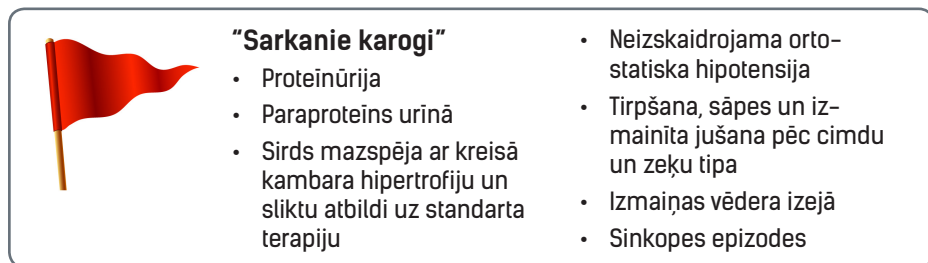 “Sarkanie karogi”
• Proteīnūrija
• Paraproteīns urīnā
• Sirds mazspēja ar kreisā
kambara hipertrofiju un
sliktu atbildi uz standarta
terapiju
• Neizskaidrojama orto-
statiska hipotensija
• Tirpšana, sāpes un iz-
mainīta jušana pēc cimdu
un zeķu tipa
• Izmaiņas vēdera izejā
• Sinkopes epizodes